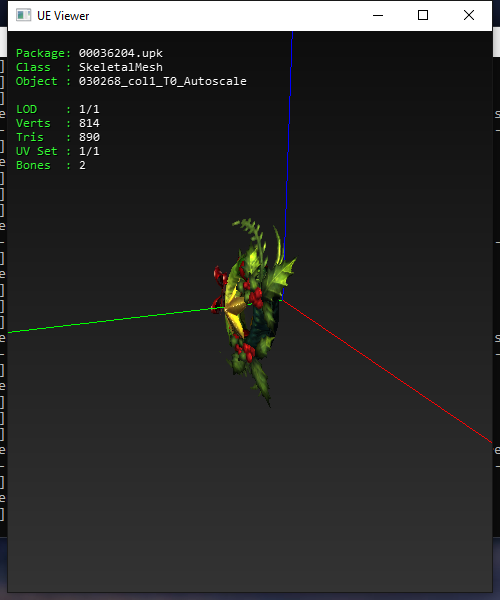 UE Viewer
Package: 00036204.upk
Class  : SkeletalMesh
Object : 030268_col1_T0_Autoscale
LOD    : 1/1
Verts  : 814
Tris   : 890
UV Set : 1/1
Bones  : 2